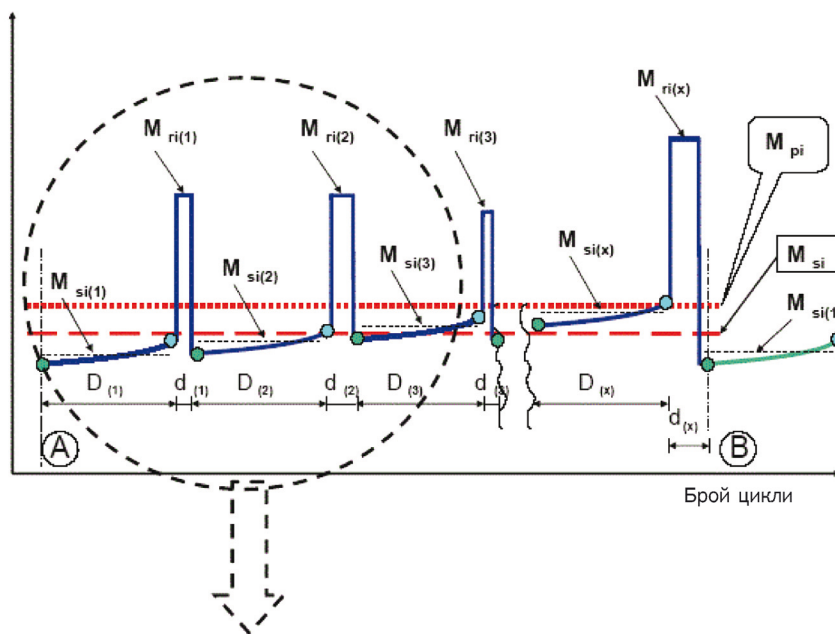 M ri(x)
M ri(1)
M ri(2)
M ri(3)
M pi
M si(1)
M si(2)
M si(3)
M si(x)
M si
M si(1
D (1)
d (1)
D (2)
d (2)
D (3)
d (3)
D (x)
d (x)
A
B
Брой цикли